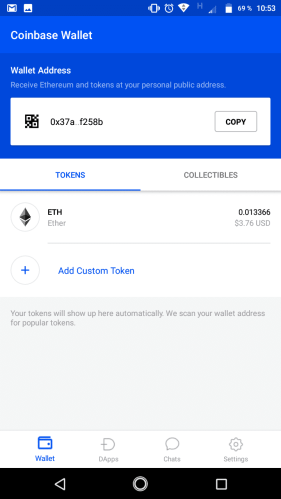 H 69 % 10:53
Coinbase Wallet
Wallet Address
Receive Ethereum and tokens at your personal public address.
0x37a..f258b COPY
TOKENS COLLECTIBLES
ETH 0.013366
Ether $3.76 USD
+ Add Custom Token
Your tokens will show up here automatically. We scan your wallet address
for popular tokens.
Wallet DApps Chats Settings